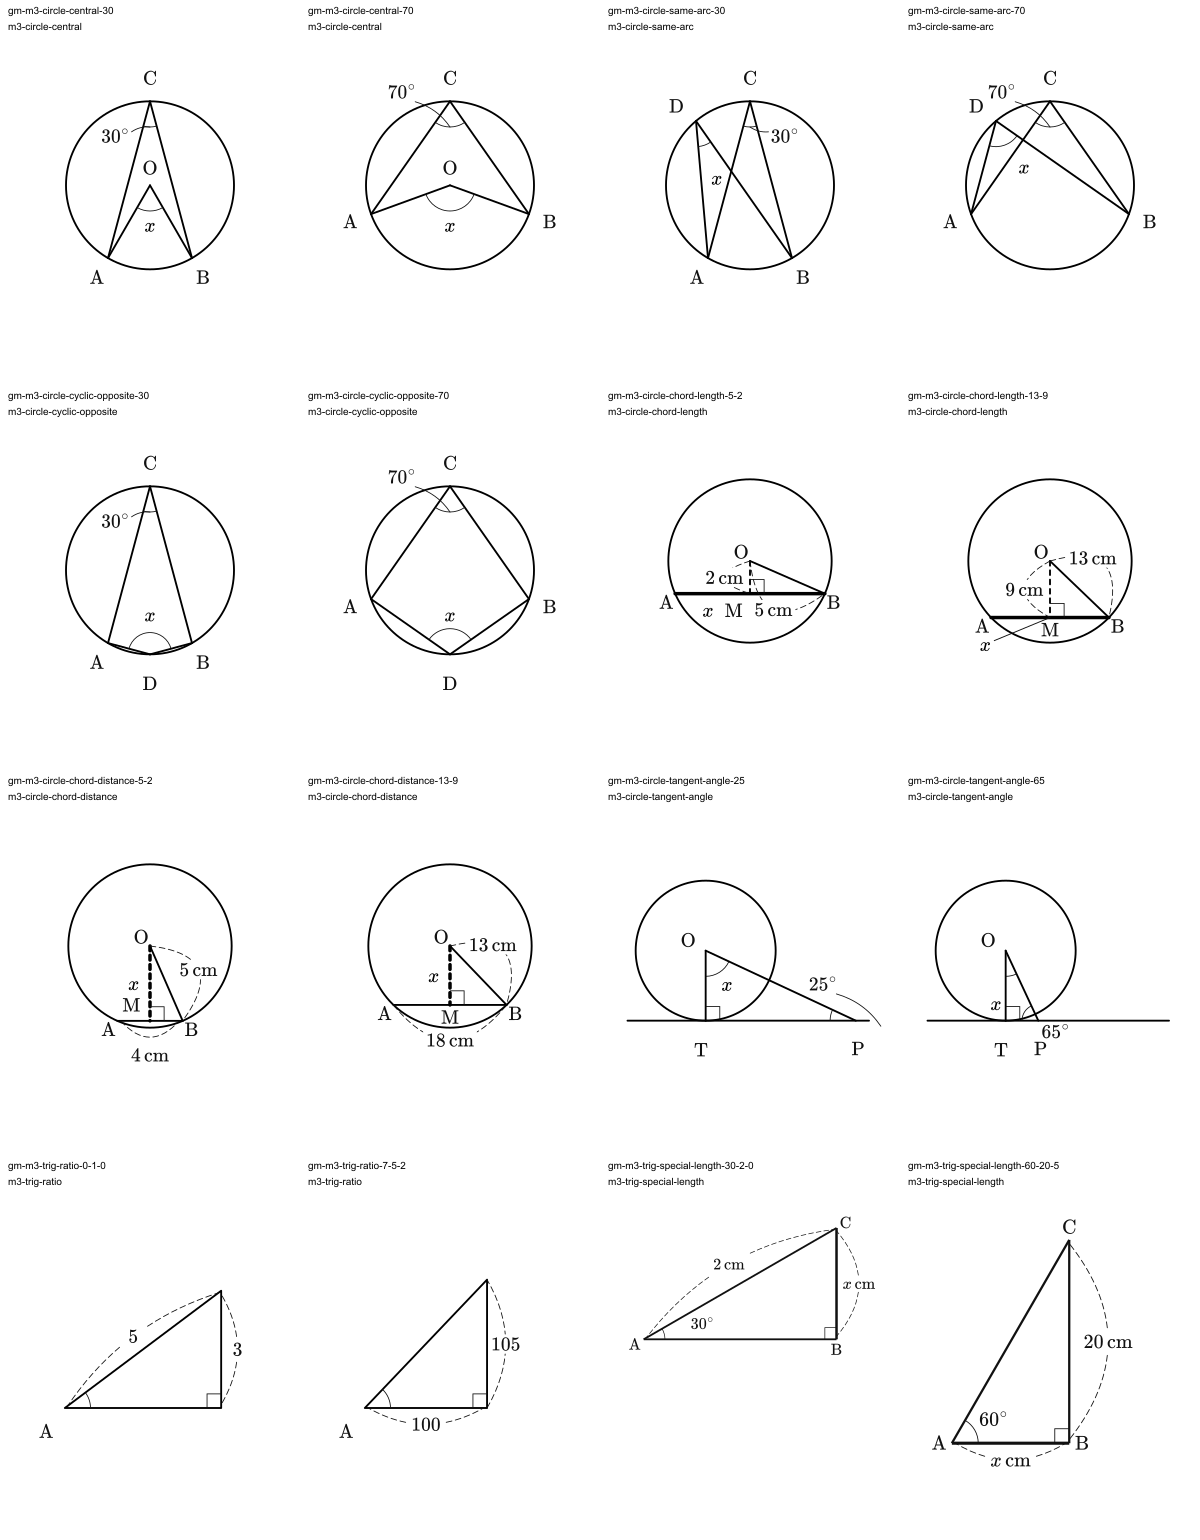 gm-m3-circle-central-30
m3-circle-central
C
30°
O
x
A
B
gm-m3-circle-central-70
m3-circle-central
70°
C
O
x
A
B
gm-m3-circle-same-arc-30
m3-circle-same-arc
C
D
30°
x
A
B
gm-m3-circle-same-arc-70
m3-circle-same-arc
C
70°
D
x
A
B
gm-m3-circle-cyclic-opposite-30
m3-circle-cyclic-opposite
C
30°
x
A
B
D
gm-m3-circle-cyclic-opposite-70
m3-circle-cyclic-opposite
C
70°
A
B
x
D
gm-m3-circle-chord-length-5-2
m3-circle-chord-length
O
2 cm
A
B
x
M
5 cm
gm-m3-circle-chord-length-13-9
m3-circle-chord-length
O
13 cm
9 cm
A
M
B
x
gm-m3-circle-chord-distance-5-2
m3-circle-chord-distance
O
5 cm
x
M
A
B
4 cm
gm-m3-circle-chord-distance-13-9
m3-circle-chord-distance
O
13 cm
x
A
M
B
18 cm
gm-m3-circle-tangent-angle-25
m3-circle-tangent-angle
O
x
25°
T
P
gm-m3-circle-tangent-angle-65
m3-circle-tangent-angle
O
x
65°
T
P
gm-m3-trig-ratio-0-1-0
m3-trig-ratio
5
3
A
gm-m3-trig-ratio-7-5-2
m3-trig-ratio
105
100
A
gm-m3-trig-special-length-30-2-0
m3-trig-special-length
C
2 cm
x cm
30°
A
B
gm-m3-trig-special-length-60-20-5
m3-trig-special-length
C
20 cm
60°
A
B
x cm